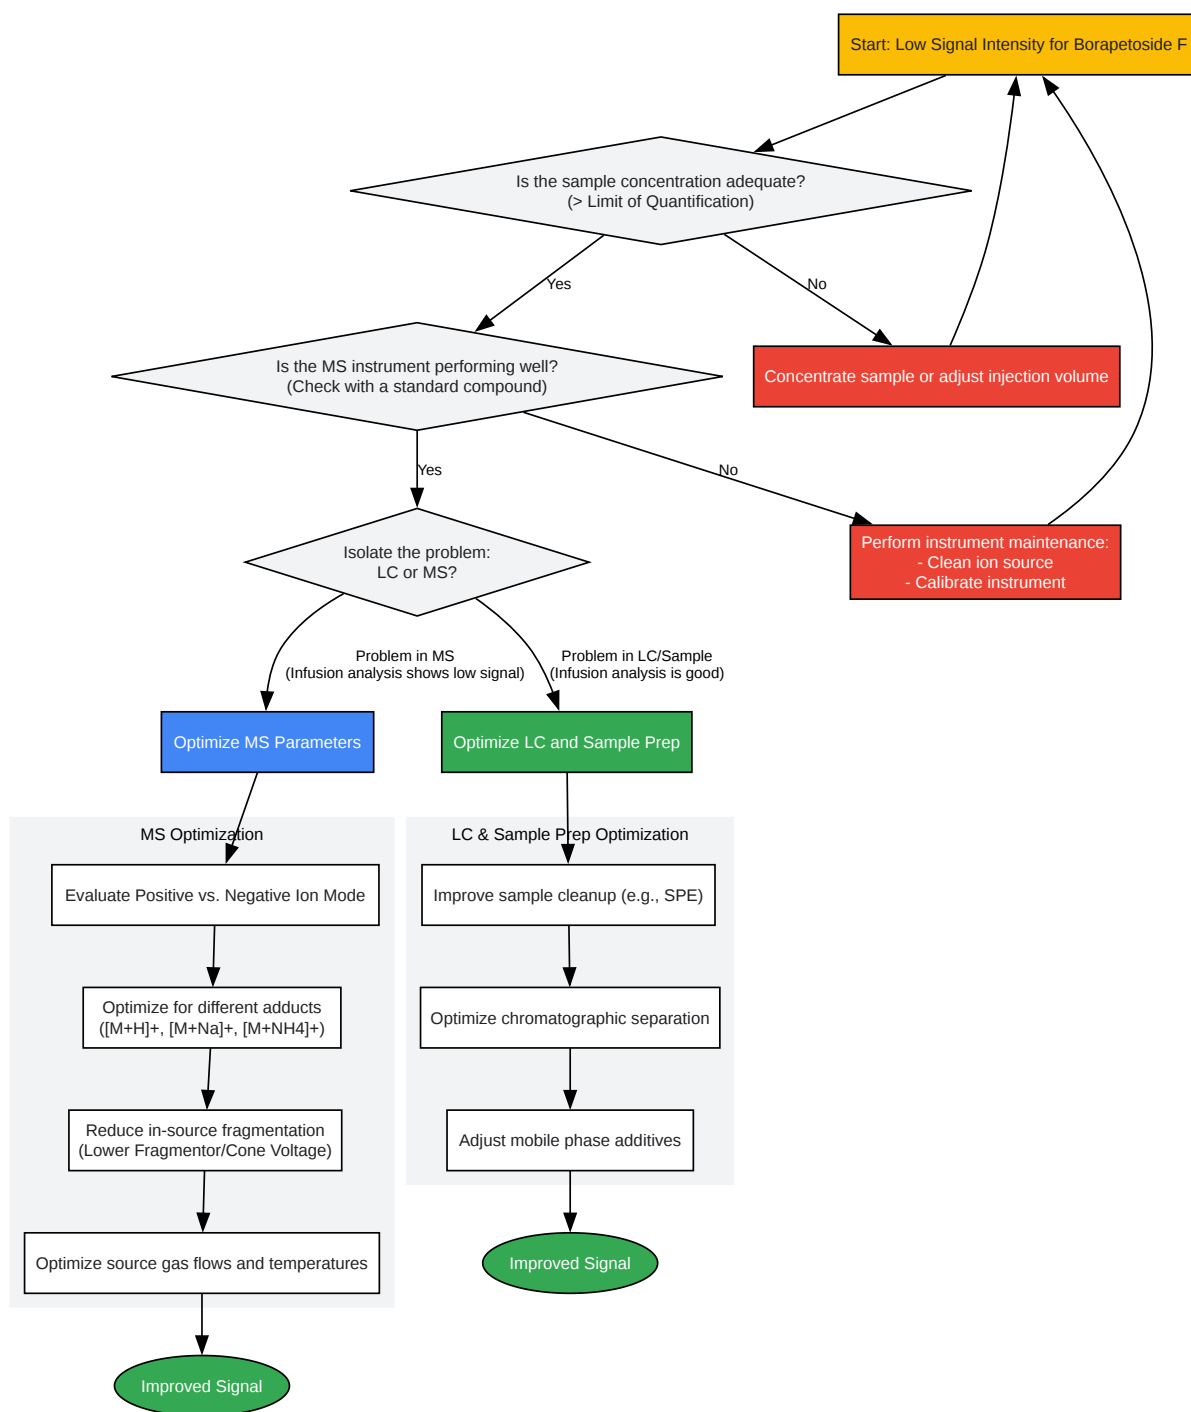 Start: Low Signal Intensity for Borapetoside F
Is the sample concentration adequate?
(> Limit of Quantification)
Yes
No
Is the MS instrument performing well?
(Check with a standard compound)
Concentrate sample or adjust injection volume
Yes
No
Isolate the problem:
LC or MS?
Perform instrument maintenance:
- Clean ion source
- Calibrate instrument
Problem in MS
(Infusion analysis shows low signal)
Problem in LC/Sample
(Infusion analysis is good)
Optimize MS Parameters
Optimize LC and Sample Prep
MS Optimization
Evaluate Positive vs. Negative Ion Mode
Optimize for different adducts
([M+H]+, [M+Na]+, [M+NH4]+)
Reduce in-source fragmentation
(Lower Fragmentor/Cone Voltage)
Optimize source gas flows and temperatures
Improved Signal
LC & Sample Prep Optimization
Improve sample cleanup (e.g., SPE)
Optimize chromatographic separation
Adjust mobile phase additives
Improved Signal